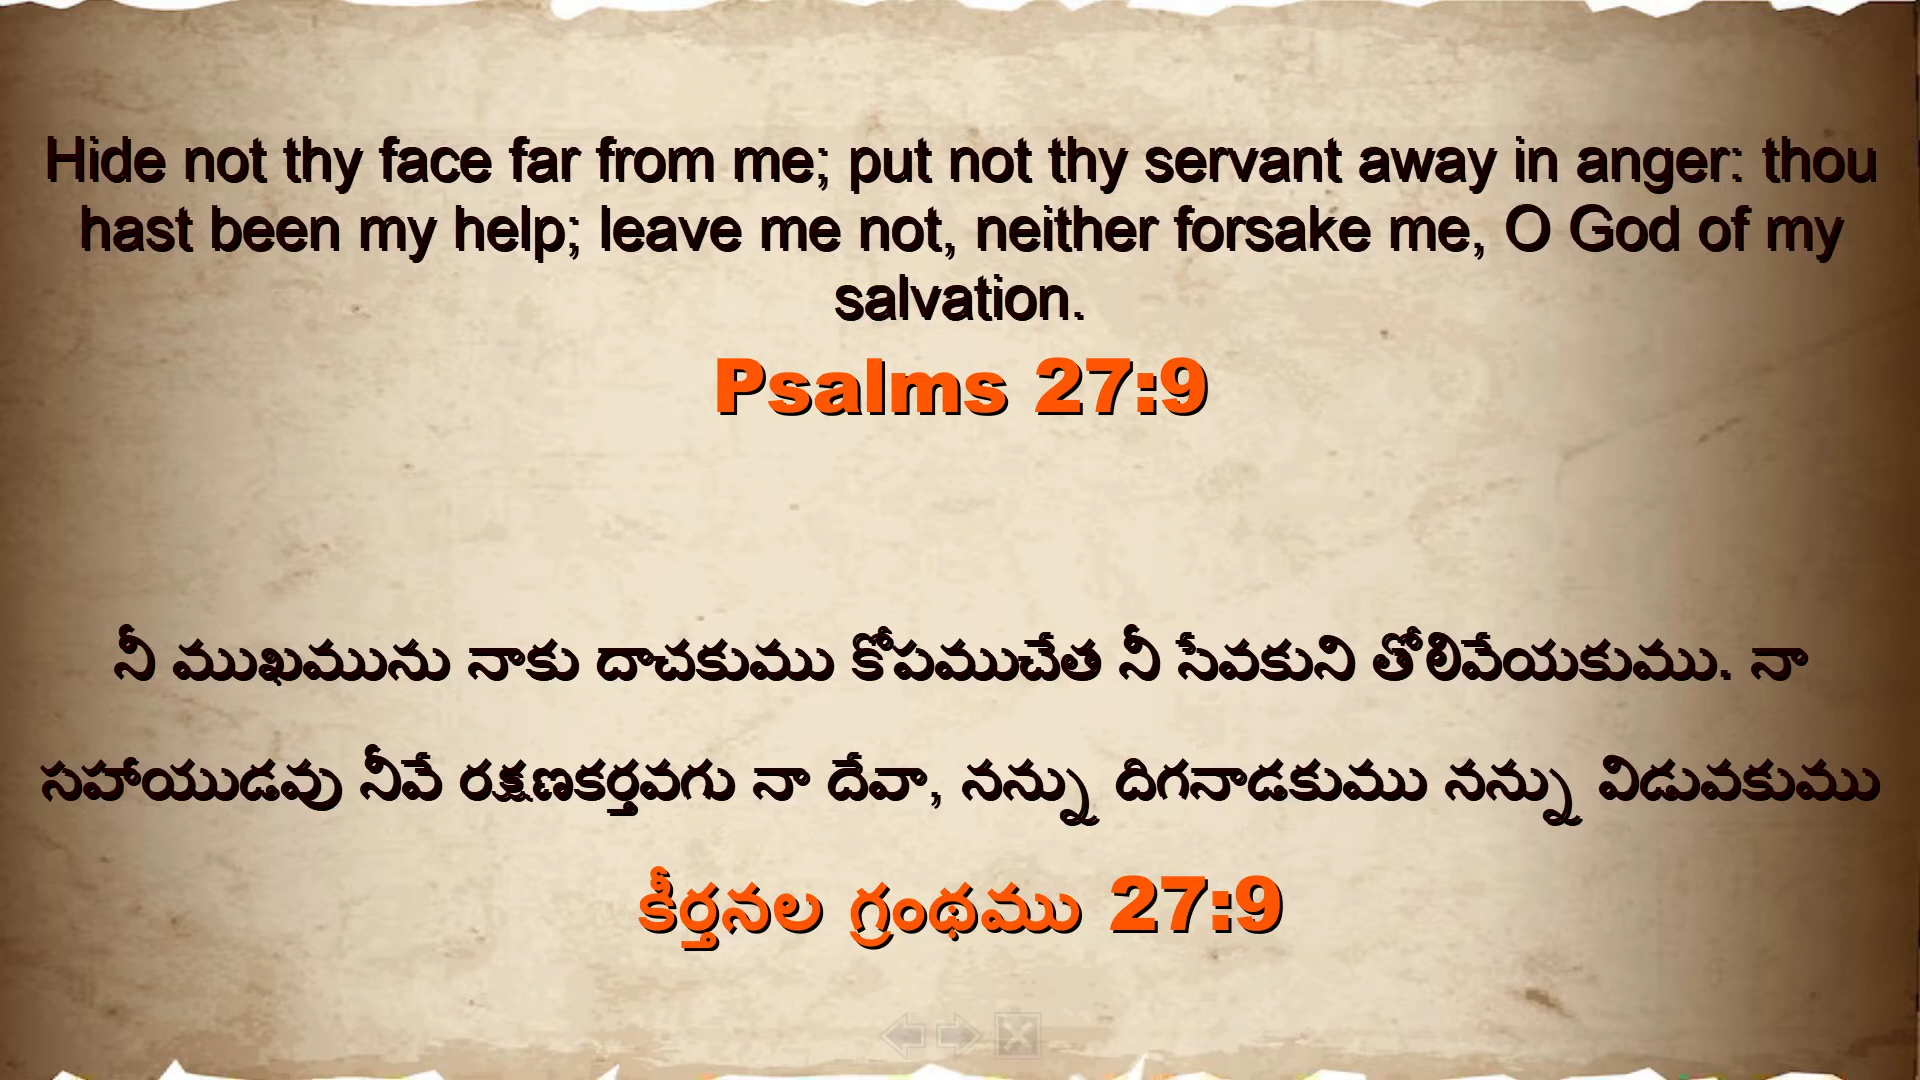 Hide not thy face far from me; put not thy servant away in anger: thou
hast been my help; leave me not, neither forsake me, O God of my
salvation.
Psalms 27:9
నీ ముఖమును నాకు దాచకుము కోపముచేత నీ సేవకుని తోలివేయకుము. నా
సహాయుడవు నీవే రక్షణకర్తవగు నా దేవా, నన్ను దిగనాడకుము నన్ను విడువకుము
కీర్తనల గ్రంథము 27:9